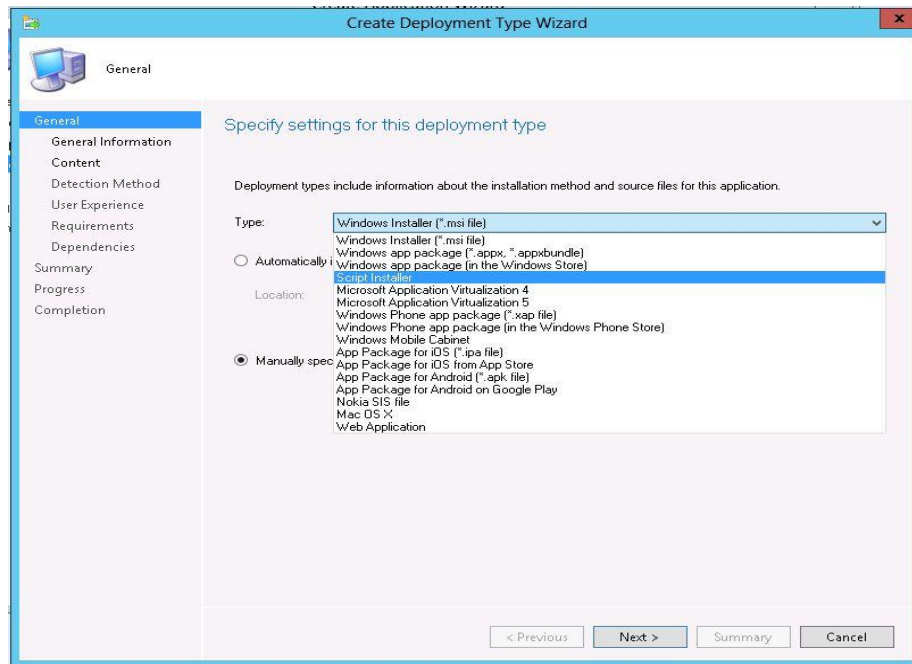 Create Deployment Type Wizard
x
General
General
General Information
Content
Detection Method
User Experience
Requirements
Dependencies
Summary
Progress
Completion
Specify settings for this deployment type
Deployment types include information about the installation method and source files for this application.
Type:
Windows Installer (*.msi file)
Windows Installer (*.msi file)
Windows app package (*.appx, *.appxbundle)
Windows app package (in the Windows Store)
Script Installer
Microsoft Application Virtualization 4
Microsoft Application Virtualization 5
Windows Phone app package (*.xap file)
Windows Phone app package (in the Windows Phone Store)
Windows Mobile Cabinet
App Package for iOS (*.ipa file)
App Package for iOS from App Store
App Package for Android (*.apk file)
App Package for Android on Google Play
Nokia SIS file
Mac OS X
Web Application
Automatically i
Location:
Manually spec
< Previous
Next >
Summary
Cancel